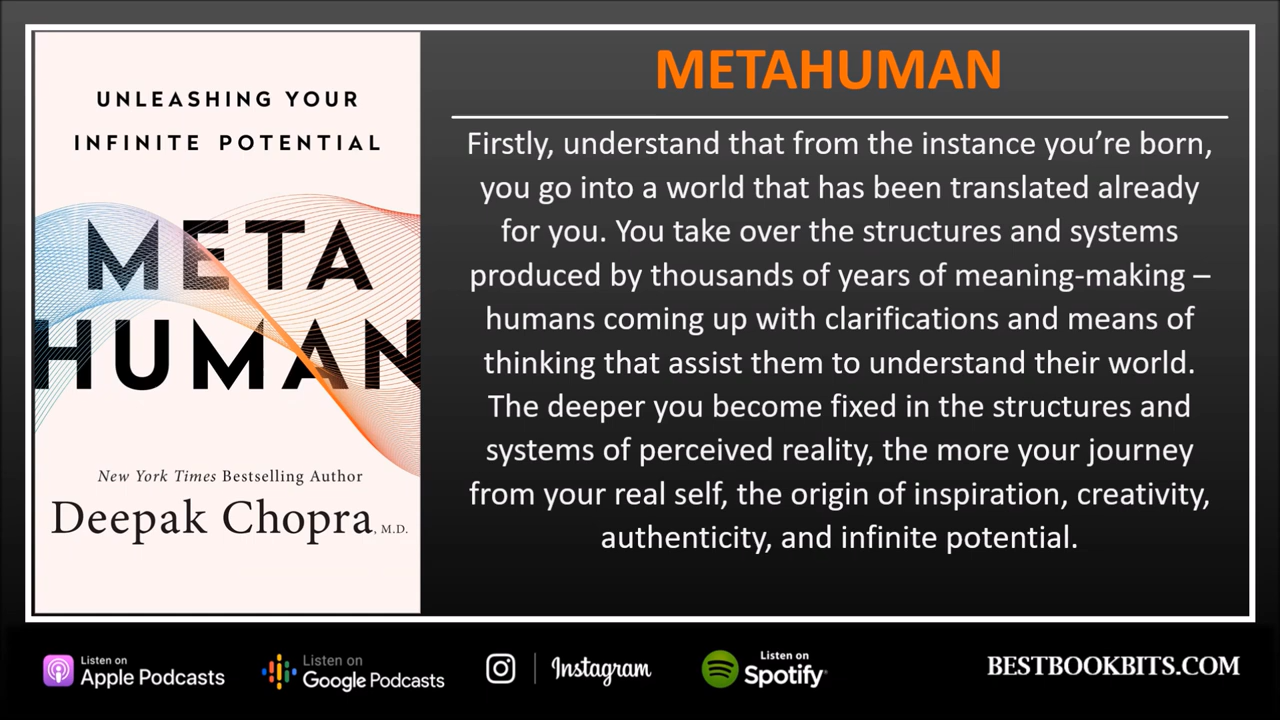 UNLEASHING YOUR
INFINITE POTENTIAL
META
HUMAN
New York Times Bestselling Author
Deepak Chopra, M.D.
METAHUMAN
Firstly, understand that from the instance you’re born,
you go into a world that has been translated already
for you. You take over the structures and systems
produced by thousands of years of meaning-making –
humans coming up with clarifications and means of
thinking that assist them to understand their world.
The deeper you become fixed in the structures and
systems of perceived reality, the more your journey
from your real self, the origin of inspiration, creativity,
authenticity, and infinite potential.
Listen on
Apple Podcasts
Listen on
Google Podcasts
Instagram
Listen on
Spotify
BESTBOOKBITS.COM